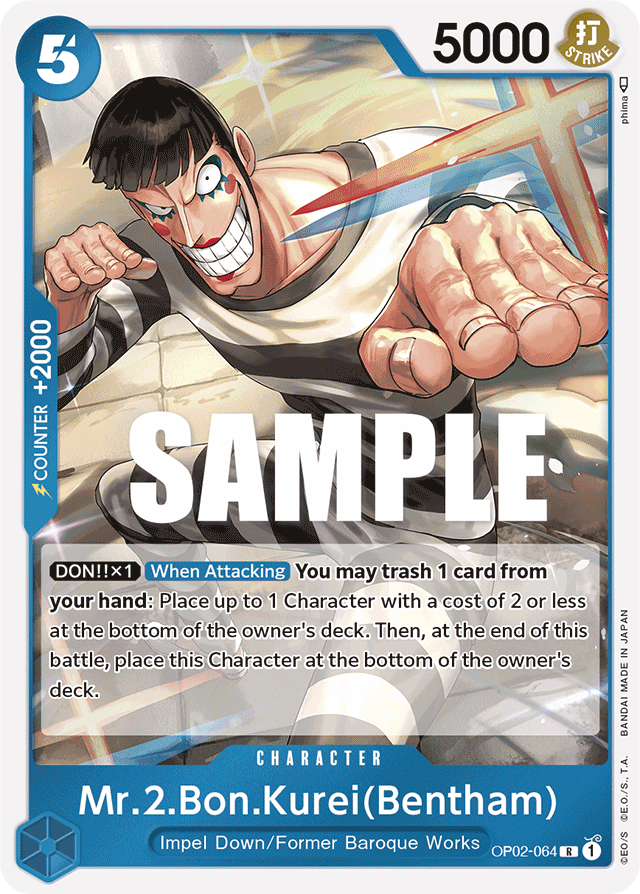 5
5000
打
STRIKE
phima
COUNTER +2000
SAMPLE
DON!!×1 When Attacking You may trash 1 card from
your hand: Place up to 1 Character with a cost of 2 or less
at the bottom of the owner's deck. Then, at the end of this
battle, place this Character at the bottom of the owner's
deck.
CHARACTER
Mr.2.Bon.Kurei(Bentham)
Impel Down/Former Baroque Works
OP02-064 R 1
©EO/S ©E.O./S., T.A. BANDAI MADE IN JAPAN